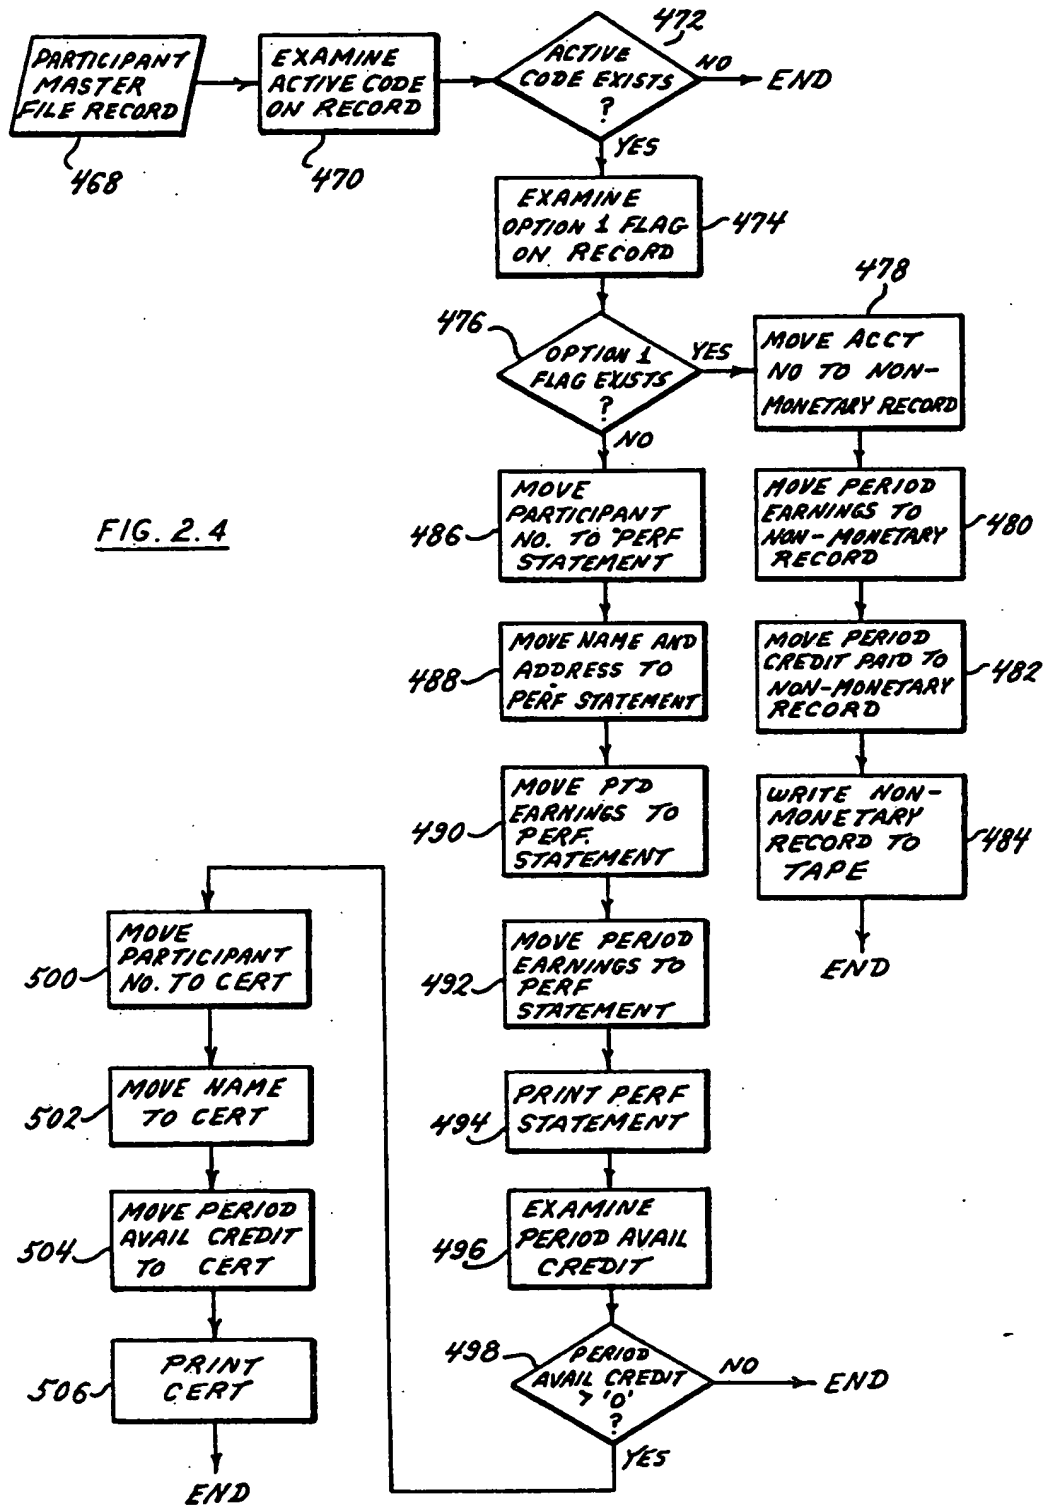 PARTICIPANT
MASTER
FILE RECORD
468
EXAMINE
ACTIVE CODE
ON RECORD
470
472
ACTIVE
CODE EXISTS
?
NO
END
YES
EXAMINE
OPTION 1 FLAG
ON RECORD
474
476
OPTION 1
FLAG EXISTS
?
YES
NO
478
MOVE ACCT
NO TO NON-
MONETARY RECORD
MOVE PERIOD
EARNINGS TO
NON-MONETARY
RECORD
480
MOVE PERIOD
CREDIT PAID TO
NON-MONETARY
RECORD
482
WRITE NON-
MONETARY
RECORD TO
TAPE
484
END
FIG. 2.4
MOVE
PARTICIPANT
NO. TO PERF
STATEMENT
486
MOVE NAME AND
ADDRESS TO
PERF STATEMENT
488
MOVE PTD
EARNINGS TO
PERF.
STATEMENT
490
MOVE PERIOD
EARNINGS TO
PERF
STATEMENT
492
PRINT PERF
STATEMENT
494
EXAMINE
PERIOD AVAIL
CREDIT
496
498
PERIOD
AVAIL CREDIT
> '0'
?
NO
END
YES
MOVE
PARTICIPANT
NO. TO CERT
500
MOVE NAME
TO CERT
502
MOVE PERIOD
AVAIL CREDIT
TO CERT
504
PRINT
CERT
506
END